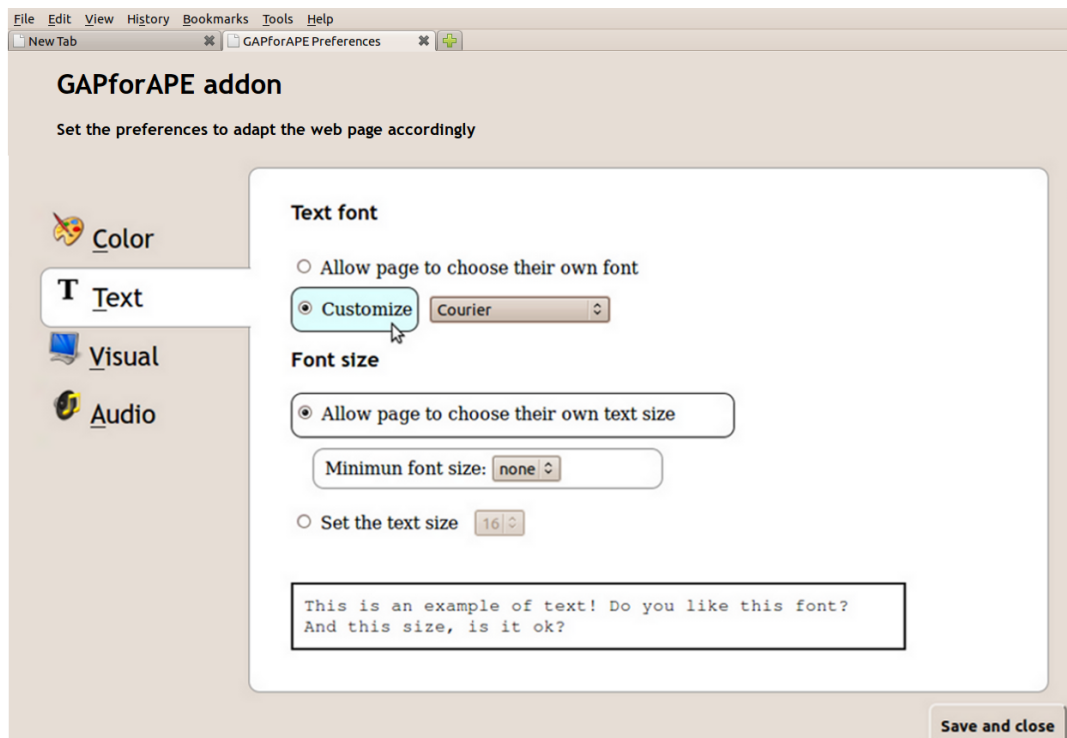 File Edit View History Bookmarks Tools Help
New Tab GAPforAPE Preferences
GAPforAPE addon
Set the preferences to adapt the web page accordingly
Color
Text
Visual
Audio
Text font
Allow page to choose their own font
Customize Courier
Font size
Allow page to choose their own text size
Minimun font size: none
Set the text size 16
This is an example of text! Do you like this font?
And this size, is it ok?
Save and close